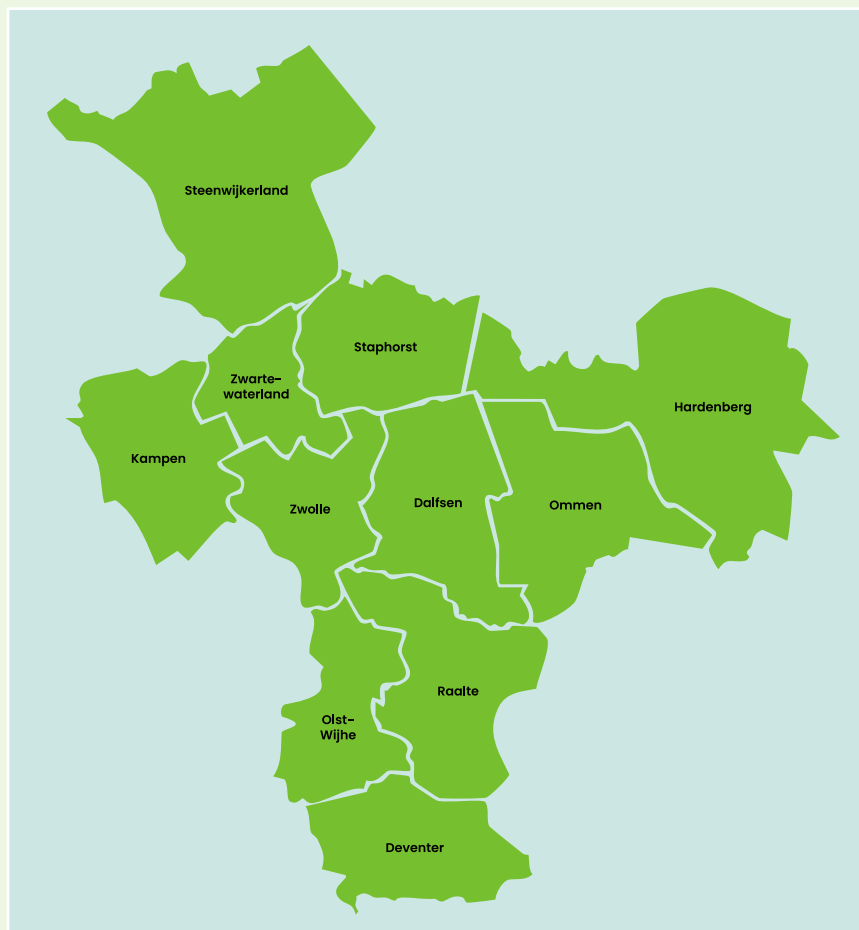 Steenwijkerland
Staphorst
Zwarte-
waterland
Hardenberg
Kampen
Zwolle
Dalfsen
Ommen
Raalte
Olst-
Wijhe
Deventer